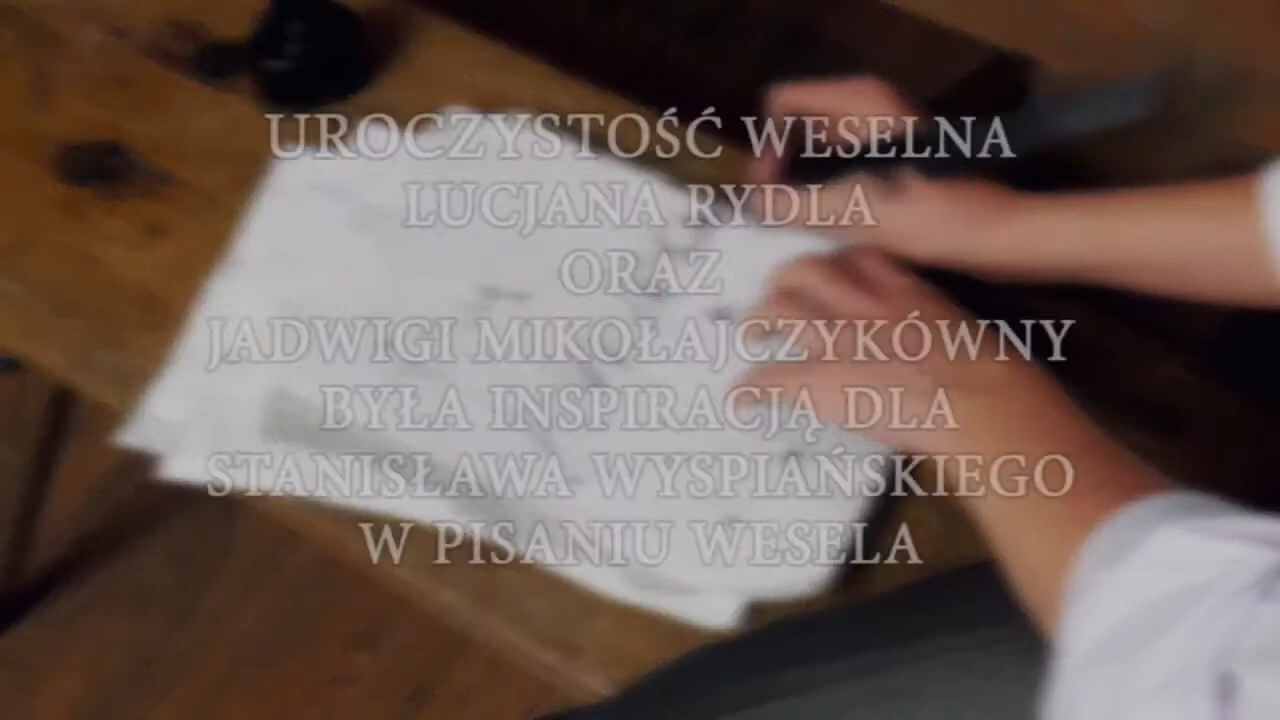 UROCZYSTOŚĆ WESELNA
LUCJANA RYDLA
ORAZ
JADWIGI MIKOŁAJCZYKÓWNY
BYŁA INSPIRACJĄ DLA
STANISŁAWA WYSPIAŃSKIEGO
W PISANIU WESELA